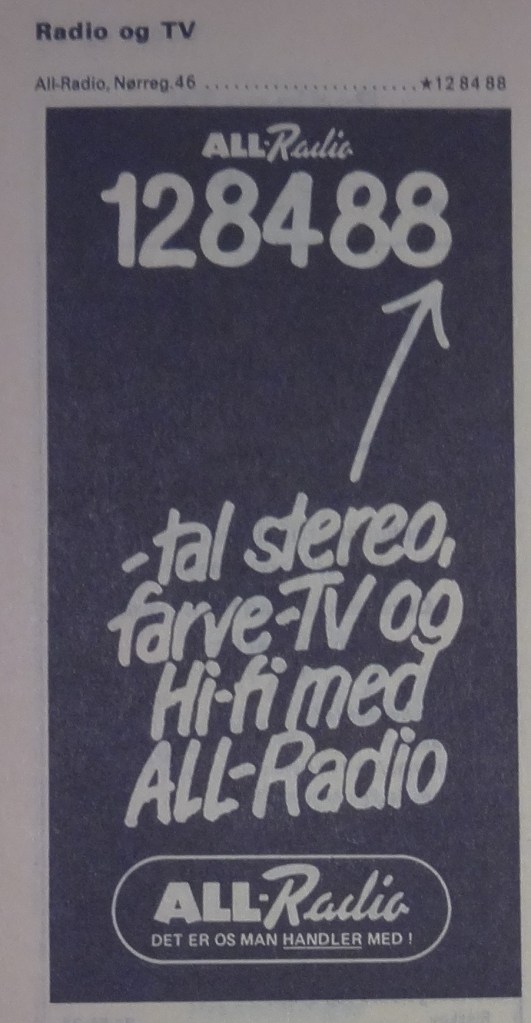 Radio og TV
All-Radio, Nørreg. 46 ........................ ★12 84 88
ALL-Radio
128488
-tal stereo,
farve-TV og
Hi-fi med
ALL-Radio
ALL-Radio
DET ER OS MAN HANDLER MED !